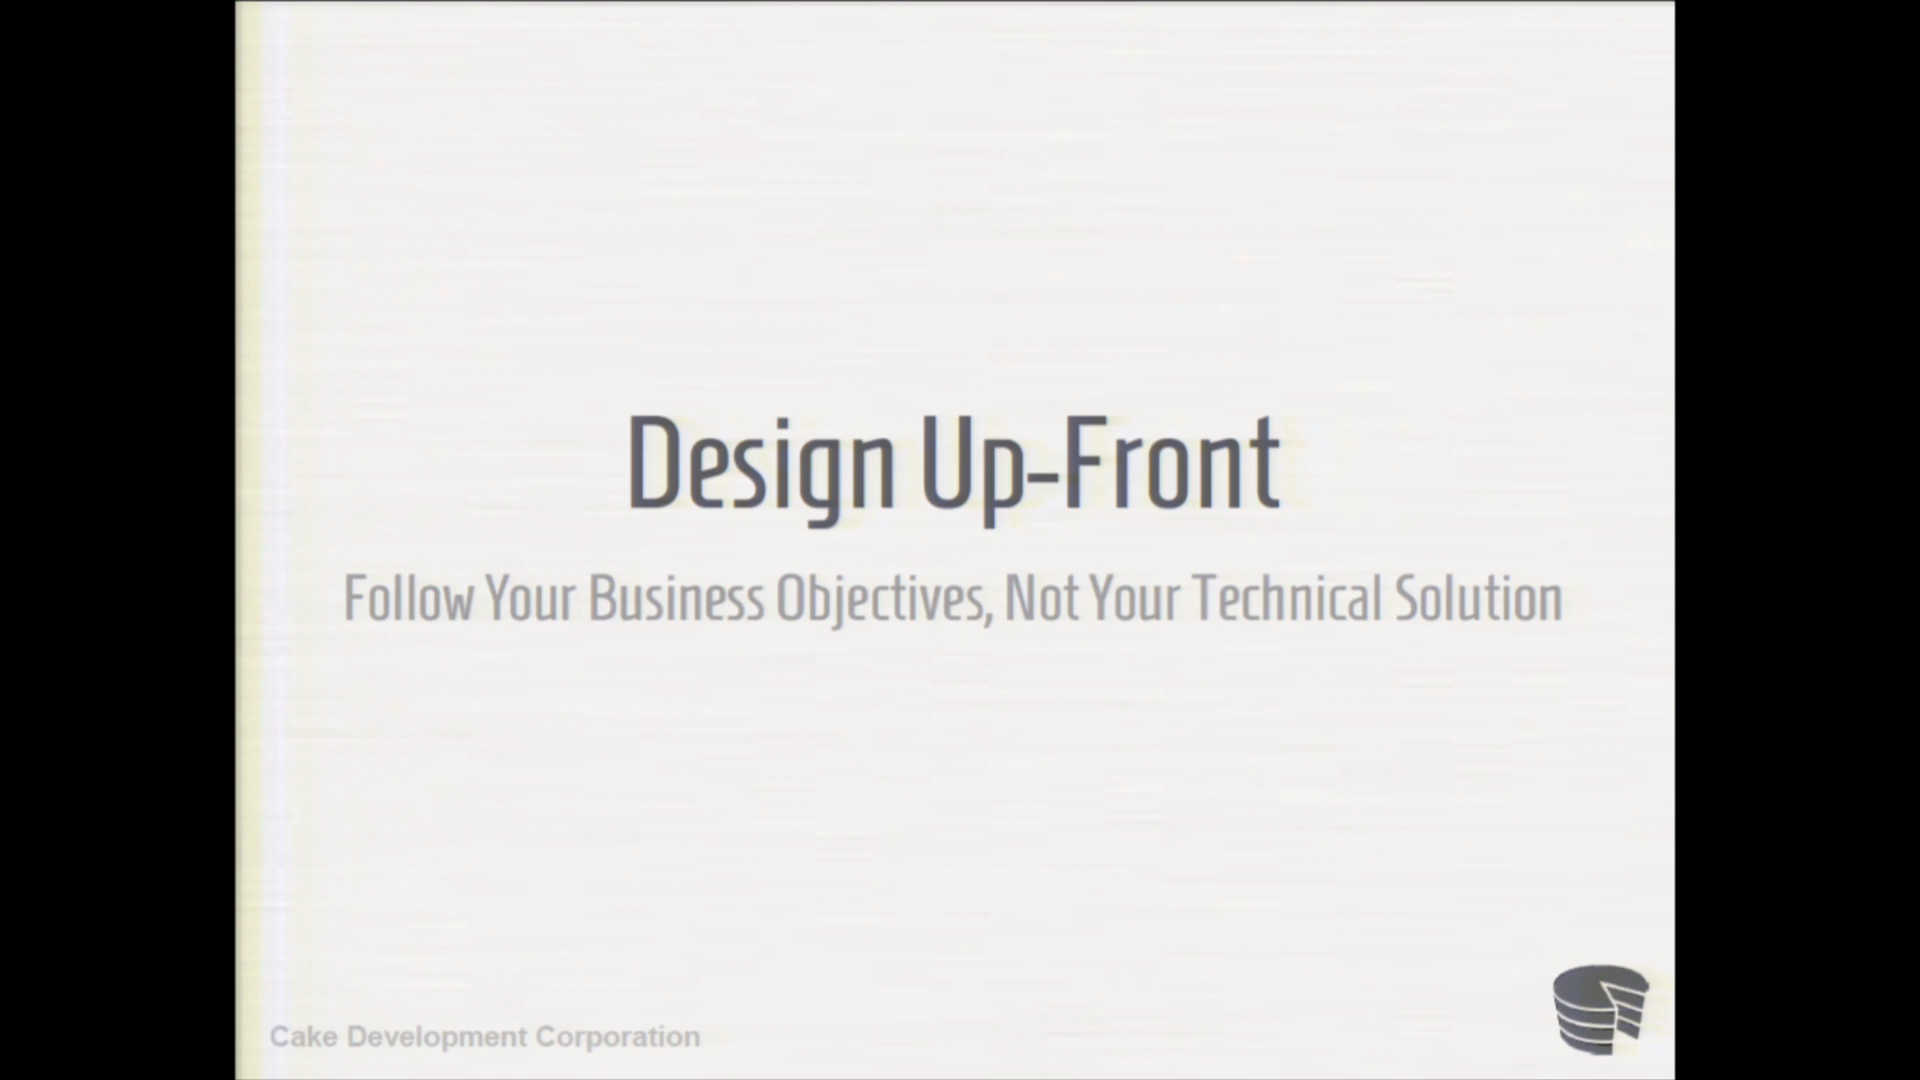 Design Up-Front
Follow Your Business Objectives, Not Your Technical Solution
Cake Development Corporation